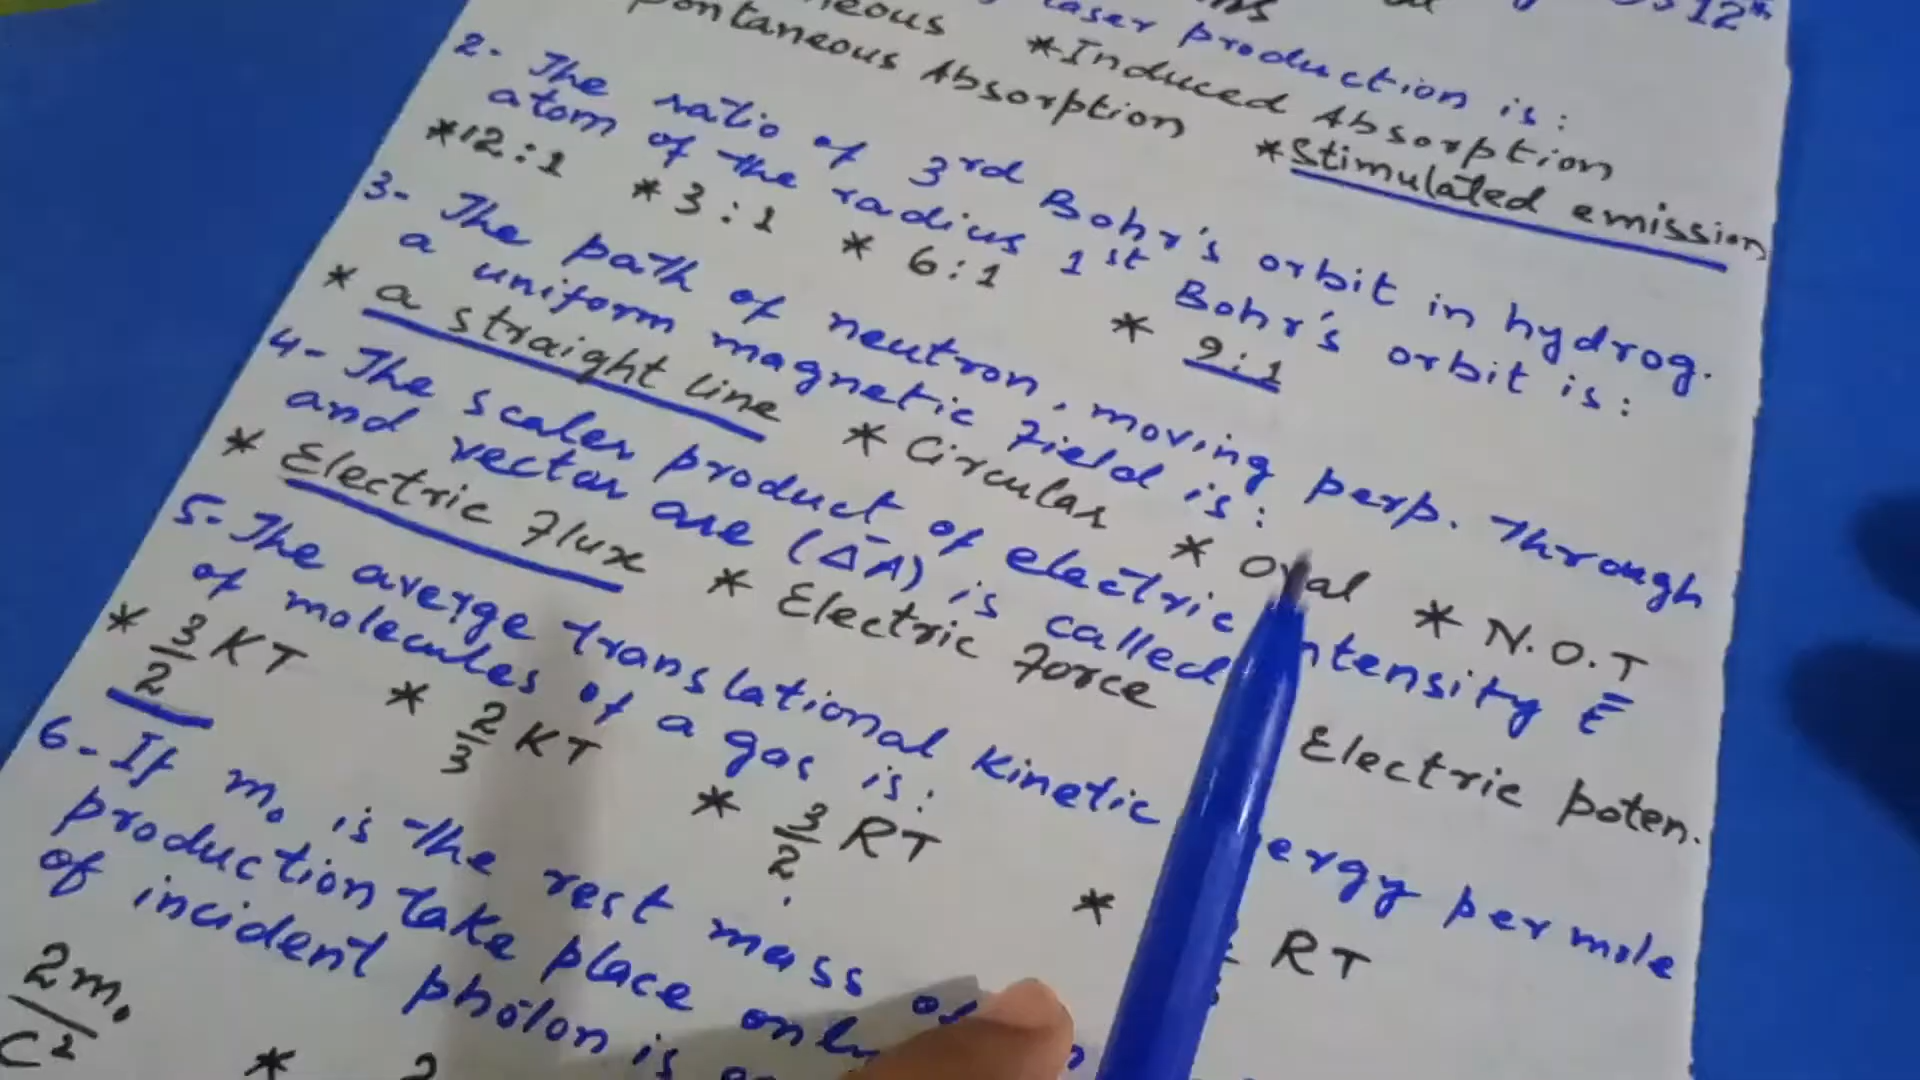 12th
laser production is:
* Induced Absorption
Spontaneous Absorption * Stimulated emission
2- The ratio of 3rd Bohr's orbit in hydrog.
atom of the radius 1st Bohr's orbit is:
* 12:1 * 3:1 * 6:1 * 9:1
3- The path of neutron, moving perp. Through
a uniform magnetic Field is:
* a straight line * Circular * Oval * N.O.T
4- The scaler product of electric intensity E̅
and vector are (Δ̅A) is called
* Electric Flux * Electric Force Electric poten.
5- The averge translational Kinetic ergy per mole
of molecules of a gas is:
* 3/2 KT * 2/3 KT * 3/2 RT * RT
6- If m₀ is the rest mass
production take place only
of incident photon is
2m₀/C² * 2